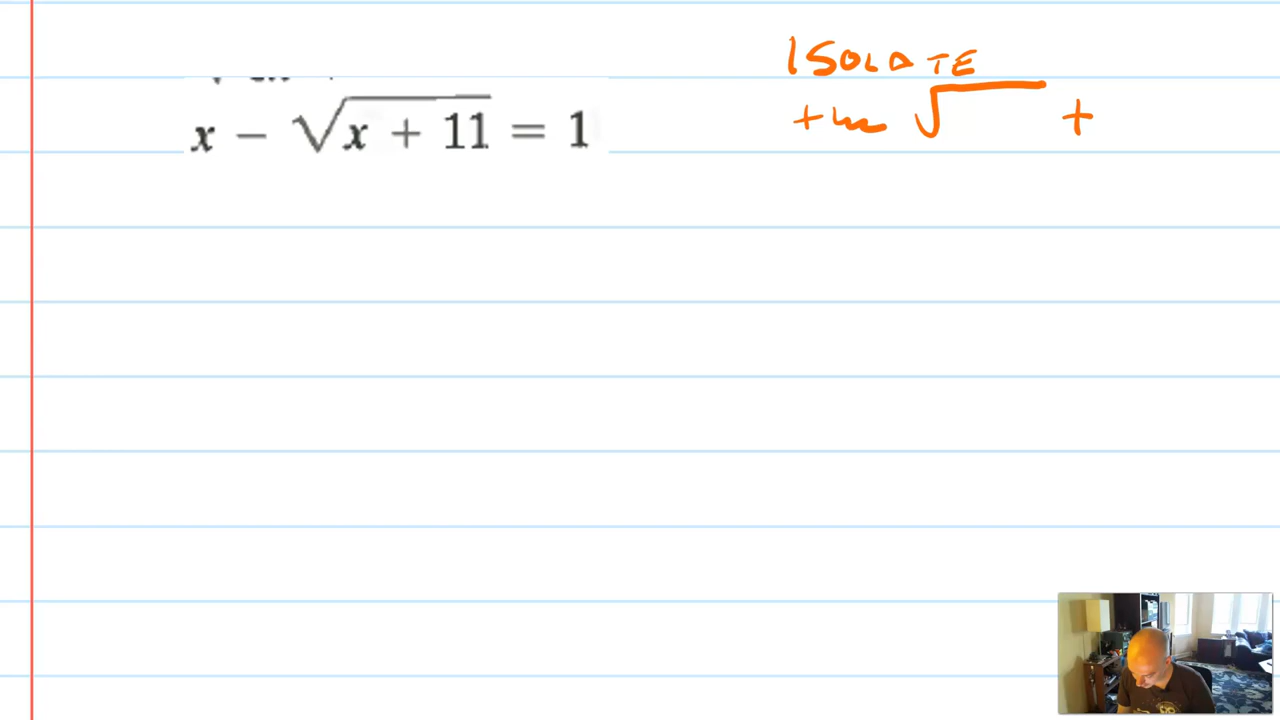 x − √x + 11 = 1
ISOLATE
the √ +